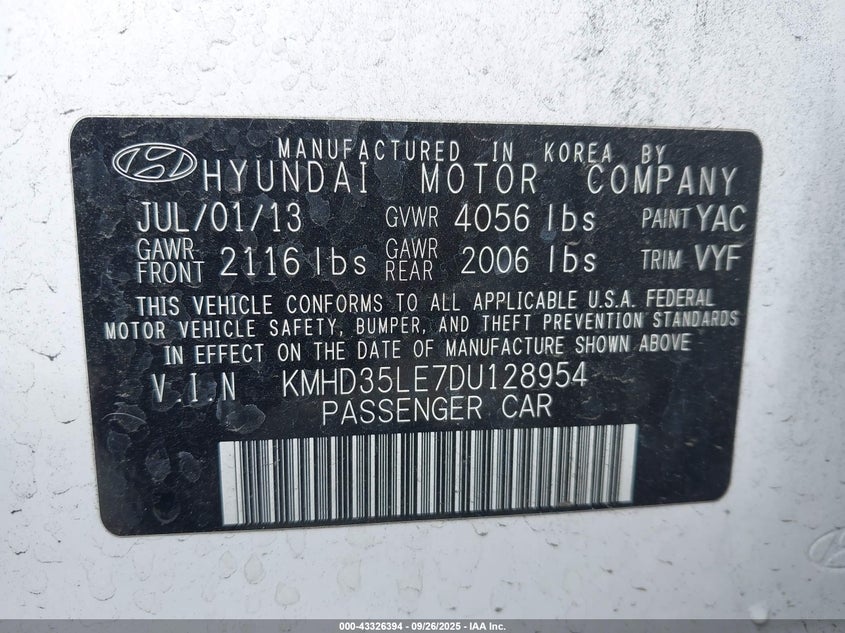 MANUFACTURED IN KOREA BY
HYUNDAI MOTOR COMPANY
JUL/01/13 GVWR 4056 lbs PAINT YAC
GAWR FRONT 2116 lbs GAWR REAR 2006 lbs TRIM VYF
THIS VEHICLE CONFORMS TO ALL APPLICABLE U.S.A. FEDERAL
MOTOR VEHICLE SAFETY, BUMPER, AND THEFT PREVENTION STANDARDS
IN EFFECT ON THE DATE OF MANUFACTURE SHOWN ABOVE
V.I.N KMHD35LE7DU128954
PASSENGER CAR
000-43326394 - 09/26/2025 - IAA Inc.